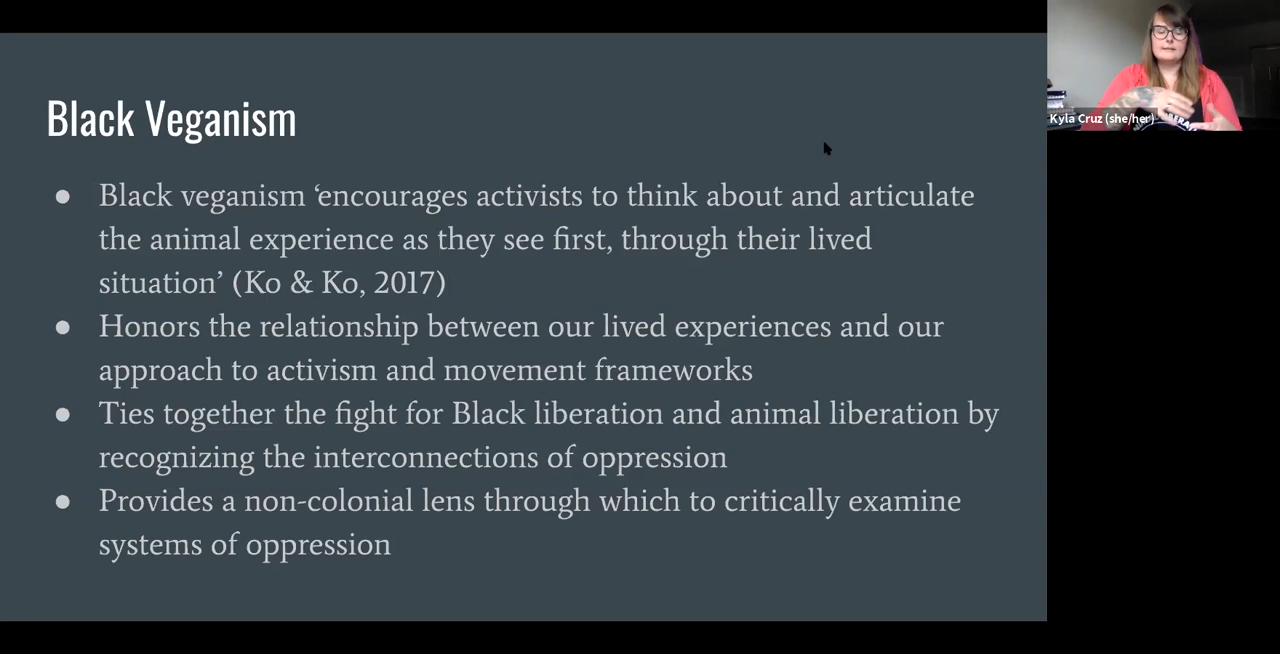 Black Veganism
● Black veganism ‘encourages activists to think about and articulate
the animal experience as they see first, through their lived
situation’ (Ko & Ko, 2017)
● Honors the relationship between our lived experiences and our
approach to activism and movement frameworks
● Ties together the fight for Black liberation and animal liberation by
recognizing the interconnections of oppression
● Provides a non-colonial lens through which to critically examine
systems of oppression
Kyla Cruz (she/her)